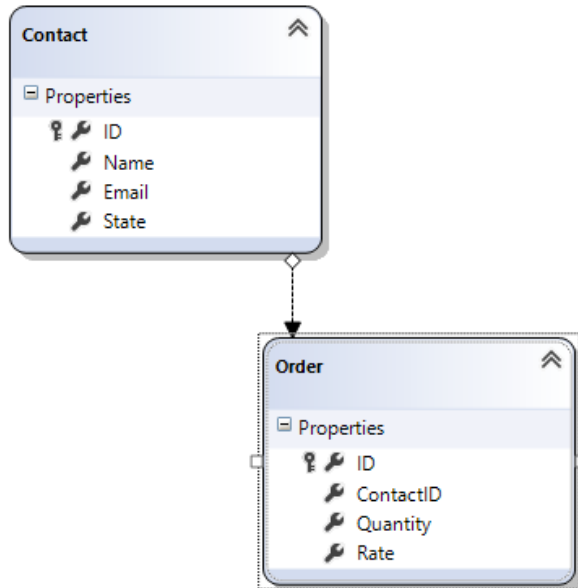 Contact
Properties
ID
Name
Email
State
Order
Properties
ID
ContactID
Quantity
Rate